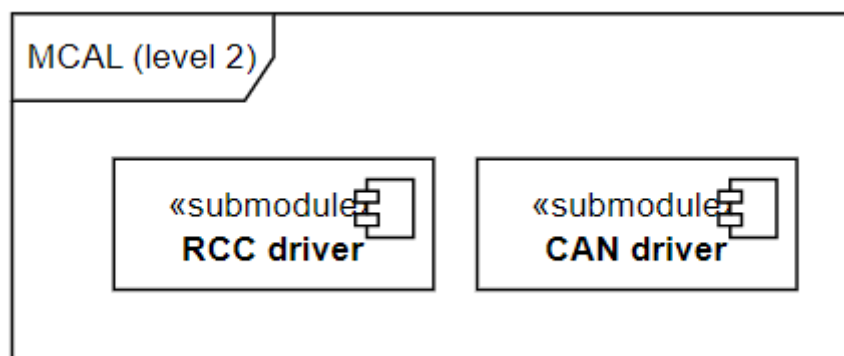 MCAL (level 2)
«submodule»
RCC driver
«submodule»
CAN driver